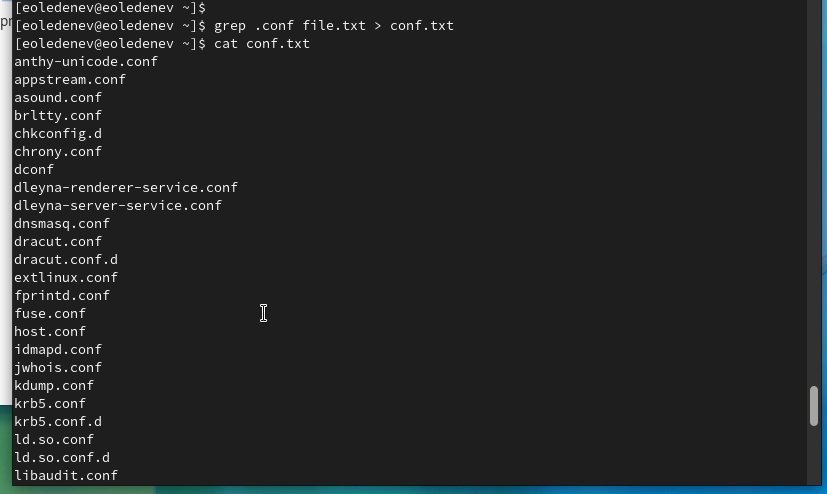 [eoledenev@eoledenev ~]$
pr
[eoledenev@eoledenev ~]$ grep .conf file.txt > conf.txt
[eoledenev@eoledenev ~]$ cat conf.txt
anthy-unicode.conf
appstream.conf
asound.conf
brltty.conf
chkconfig.d
chrony.conf
dconf
dleyna-renderer-service.conf
dleyna-server-service.conf
dnsmasq.conf
dracut.conf
dracut.conf.d
extlinux.conf
fprintd.conf
fuse.conf
host.conf
idmapd.conf
jwhois.conf
kdump.conf
krb5.conf
krb5.conf.d
ld.so.conf
ld.so.conf.d
libaudit.conf